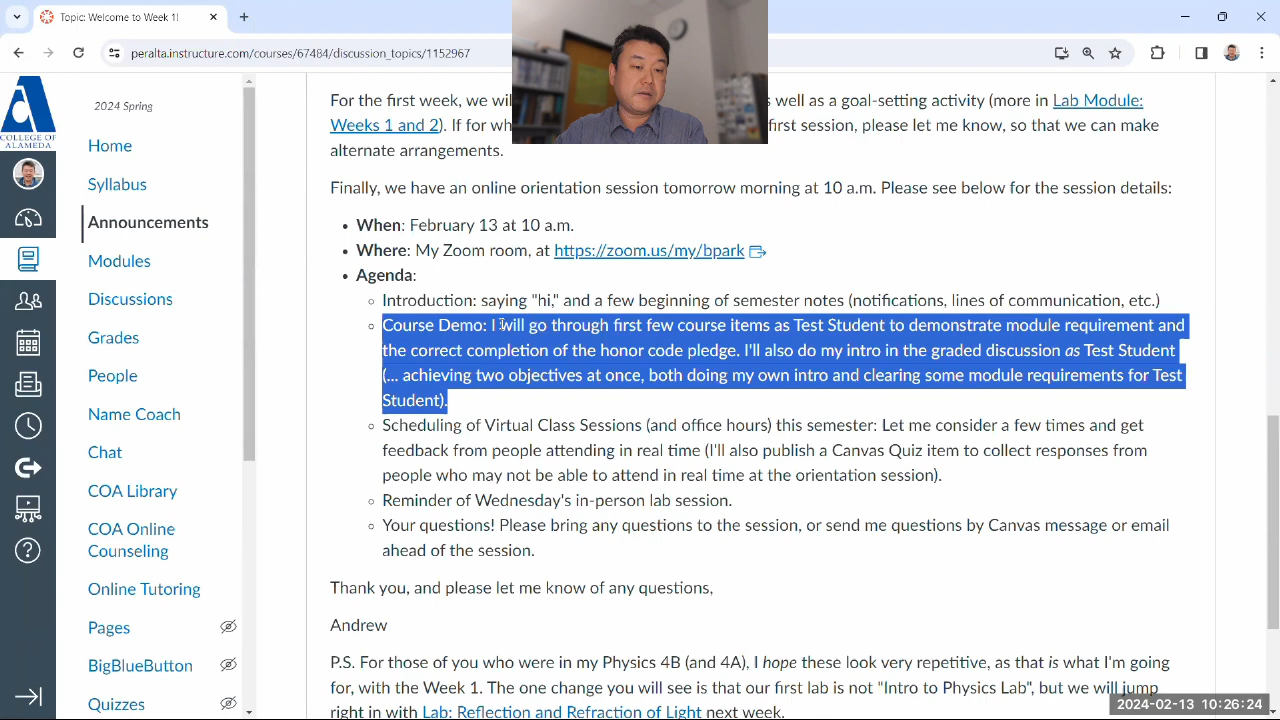 Topic: Welcome to Week 1!
peralta.instructure.com/courses/67484/discussion_topics/1152967
COLLEGE OF
ALAMEDA
2024 Spring
Home
Syllabus
Announcements
Modules
Discussions
Grades
People
Name Coach
Chat
COA Library
COA Online
Counseling
Online Tutoring
Pages
BigBlueButton
Quizzes
For the first week, we wil
s well as a goal-setting activity (more in Lab Module:
Weeks 1 and 2). If for wh
first session, please let me know, so that we can make
alternate arrangements.
Finally, we have an online orientation session tomorrow morning at 10 a.m. Please see below for the session details:
• When: February 13 at 10 a.m.
• Where: My Zoom room, at https://zoom.us/my/bpark
• Agenda:
◦ Introduction: saying "hi," and a few beginning of semester notes (notifications, lines of communication, etc.)
◦ Course Demo: I will go through first few course items as Test Student to demonstrate module requirement and
the correct completion of the honor code pledge. I'll also do my intro in the graded discussion as Test Student
(... achieving two objectives at once, both doing my own intro and clearing some module requirements for Test
Student).
◦ Scheduling of Virtual Class Sessions (and office hours) this semester: Let me consider a few times and get
feedback from people attending in real time (I'll also publish a Canvas Quiz item to collect responses from
people who may not be able to attend in real time at the orientation session).
◦ Reminder of Wednesday's in-person lab session.
◦ Your questions! Please bring any questions to the session, or send me questions by Canvas message or email
ahead of the session.
Thank you, and please let me know of any questions,
Andrew
P.S. For those of you who were in my Physics 4B (and 4A), I hope these look very repetitive, as that is what I'm going
for, with the Week 1. The one change you will see is that our first lab is not "Intro to Physics Lab", but we will jump
right in with Lab: Reflection and Refraction of Light next week.
2024-02-13 10:26:24